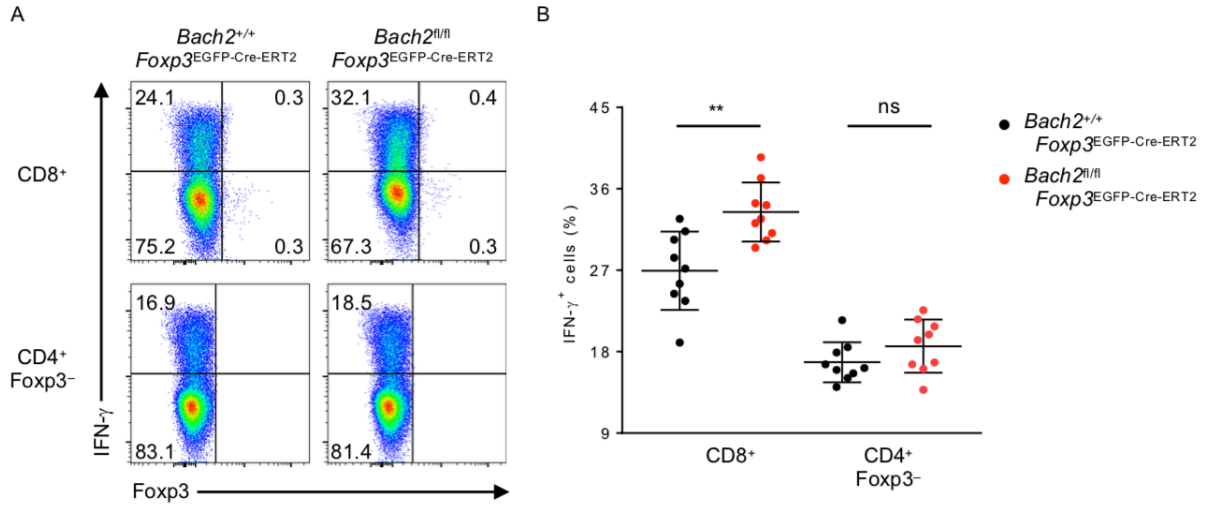 A
B
Bach2+/+
Foxp3EGFP-Cre-ERT2
Bach2fl/fl
Foxp3EGFP-Cre-ERT2
24.1
0.3
32.1
0.4
CD8+
75.2
0.3
67.3
0.3
16.9
18.5
CD4+
Foxp3–
83.1
81.4
IFN-γ
Foxp3
IFN-γ+ cells (%)
45
36
27
18
9
**
ns
CD8+
CD4+
Foxp3–
Bach2+/+
Foxp3EGFP-Cre-ERT2
Bach2fl/fl
Foxp3EGFP-Cre-ERT2